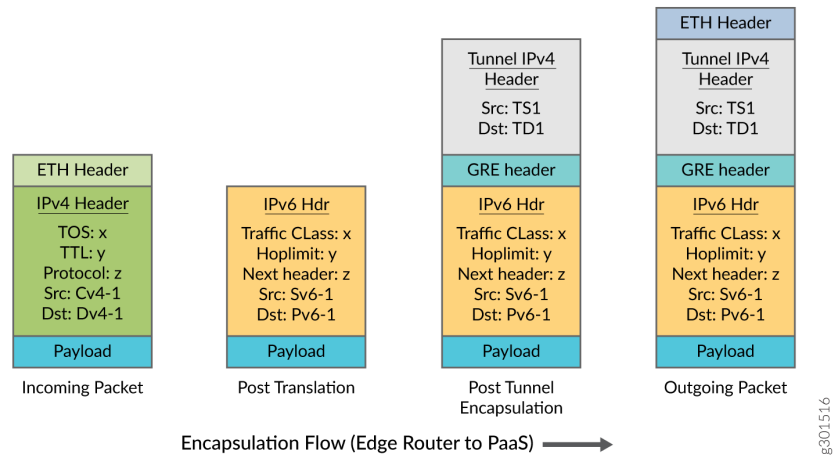 ETH Header
IPv4 Header
TOS: x
TTL: y
Protocol: z
Src: Cv4-1
Dst: Dv4-1
Payload
Incoming Packet
IPv6 Hdr
Traffic CLass: x
Hoplimit: y
Next header: z
Src: Sv6-1
Dst: Pv6-1
Payload
Post Translation
Tunnel IPv4
Header
Src: TS1
Dst: TD1
GRE header
IPv6 Hdr
Traffic CLass: x
Hoplimit: y
Next header: z
Src: Sv6-1
Dst: Pv6-1
Payload
Post Tunnel
Encapsulation
ETH Header
Tunnel IPv4
Header
Src: TS1
Dst: TD1
GRE header
IPv6 Hdr
Traffic CLass: x
Hoplimit: y
Next header: z
Src: Sv6-1
Dst: Pv6-1
Payload
Outgoing Packet
Encapsulation Flow (Edge Router to PaaS)
g301516